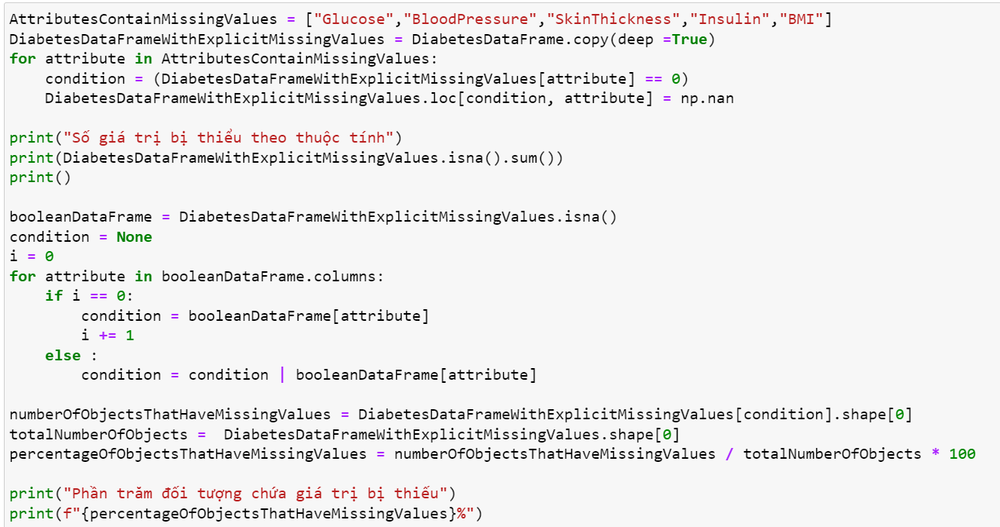 AttributesContainMissingValues = ["Glucose","BloodPressure","SkinThickness","Insulin","BMI"]
DiabetesDataFrameWithExplicitMissingValues = DiabetesDataFrame.copy(deep =True)
for attribute in AttributesContainMissingValues:
    condition = (DiabetesDataFrameWithExplicitMissingValues[attribute] == 0)
    DiabetesDataFrameWithExplicitMissingValues.loc[condition, attribute] = np.nan

print("Số giá trị bị thiểu theo thuộc tính")
print(DiabetesDataFrameWithExplicitMissingValues.isna().sum())
print()

booleanDataFrame = DiabetesDataFrameWithExplicitMissingValues.isna()
condition = None
i = 0
for attribute in booleanDataFrame.columns:
    if i == 0:
        condition = booleanDataFrame[attribute]
        i += 1
    else :
        condition = condition | booleanDataFrame[attribute]

numberOfObjectsThatHaveMissingValues = DiabetesDataFrameWithExplicitMissingValues[condition].shape[0]
totalNumberOfObjects =  DiabetesDataFrameWithExplicitMissingValues.shape[0]
percentageOfObjectsThatHaveMissingValues = numberOfObjectsThatHaveMissingValues / totalNumberOfObjects * 100

print("Phần trăm đối tượng chứa giá trị bị thiếu")
print(f"{percentageOfObjectsThatHaveMissingValues}%")